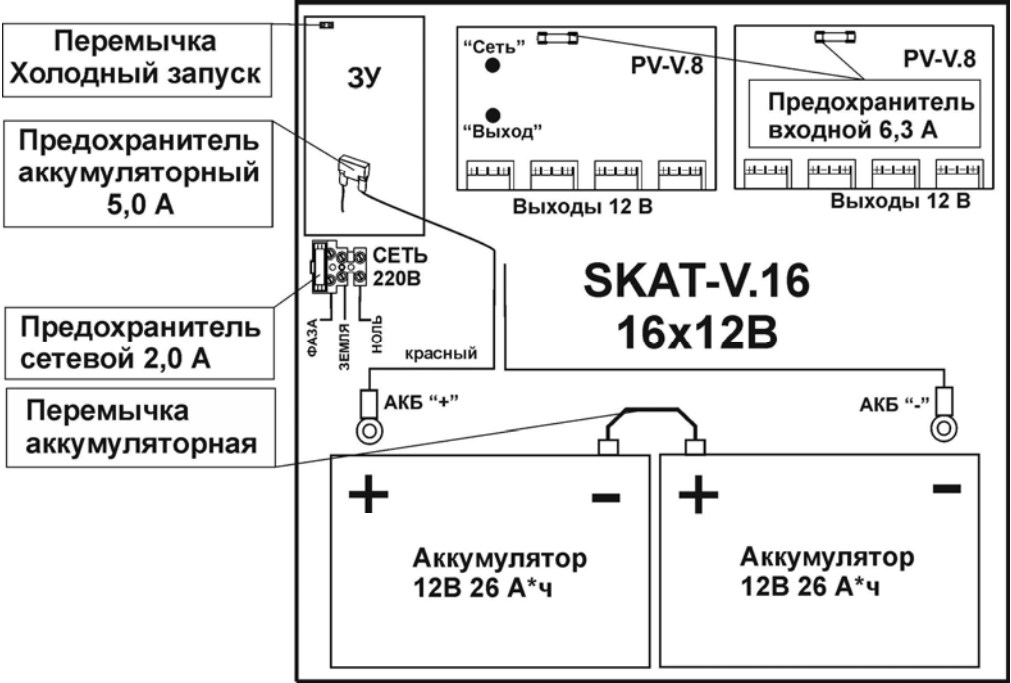 Перемычка
Холодный запуск
Предохранитель
аккумуляторный
5,0 А
Предохранитель
сетевой 2,0 А
Перемычка
аккумуляторная
ЗУ
"Сеть"
"Выход"
PV-V.8
Выходы 12 В
PV-V.8
Предохранитель
входной 6,3 А
Выходы 12 В
СЕТЬ
220В
ФАЗА
ЗЕМЛЯ
НОЛЬ
SKAT-V.16
16x12В
красный
АКБ "+"
АКБ "-"
+ -
Аккумулятор
12В 26 А*ч
+ -
Аккумулятор
12В 26 А*ч